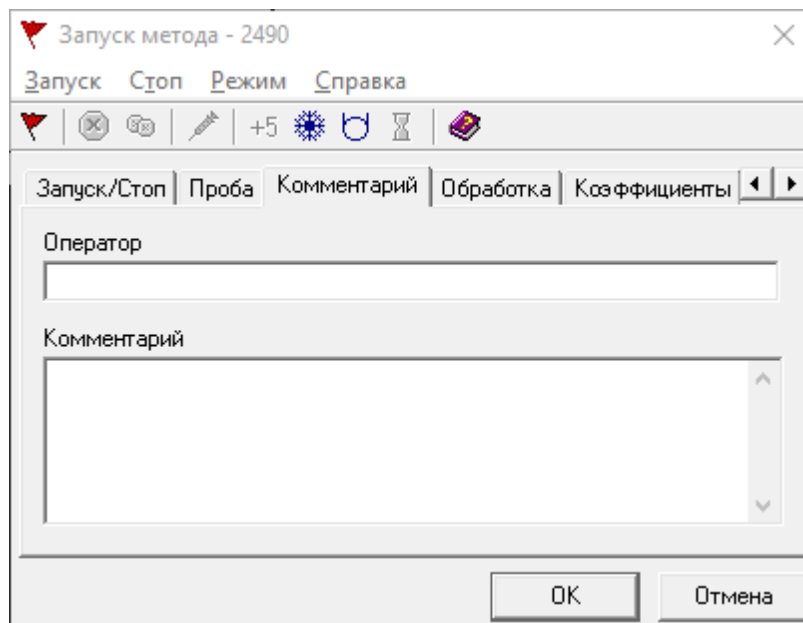 Запуск метода - 2490
Запуск Стоп Режим Справка
+5
Запуск/Стоп Проба Комментарий Обработка Коэффициенты
Оператор
Комментарий
OK Отмена